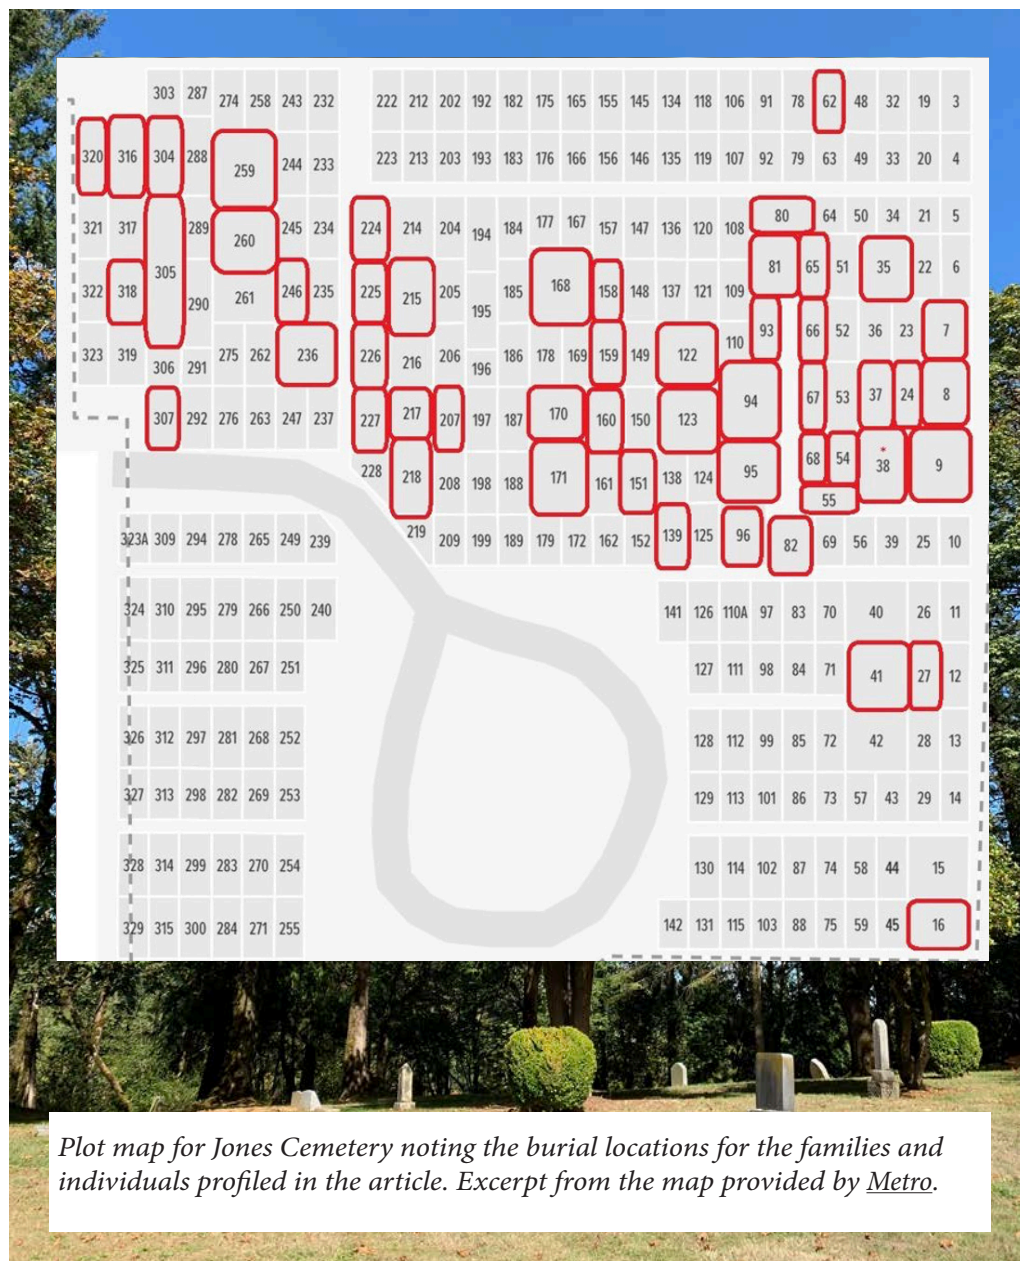 303 287 274 258 243 232 222 212 202 192 182 175 165 155 145 134 118 106 91 78 62 48 32 19 3
320 316 304 288 259 244 233 223 213 203 193 183 176 166 156 146 135 119 107 92 79 63 49 33 20 4
321 317 289 260 245 234 224 214 204 194 184 177 167 157 147 136 120 108 80 64 50 34 21 5
322 318 305 290 261 246 235 225 215 205 195 185 168 158 148 137 121 109 81 65 51 35 22 6
323 319 306 291 275 262 236 226 216 206 196 186 178 169 159 149 122 110 93 66 52 36 23 7
307 292 276 263 247 237 227 217 207 197 187 170 160 150 123 94 67 53 37 24 8
228 218 208 198 188 171 161 151 138 124 95 68 54 * 38 9
55
323A 309 294 278 265 249 239 219 209 199 189 179 172 162 152 139 125 96 82 69 56 39 25 10
324 310 295 279 266 250 240 141 126 110A 97 83 70 40 26 11
325 311 296 280 267 251 127 111 98 84 71 41 27 12
326 312 297 281 268 252 128 112 99 85 72 42 28 13
327 313 298 282 269 253 129 113 101 86 73 57 43 29 14
328 314 299 283 270 254 130 114 102 87 74 58 44 15
329 315 300 284 271 255 142 131 115 103 88 75 59 45 16
Plot map for Jones Cemetery noting the burial locations for the families and
individuals profiled in the article. Excerpt from the map provided by Metro.